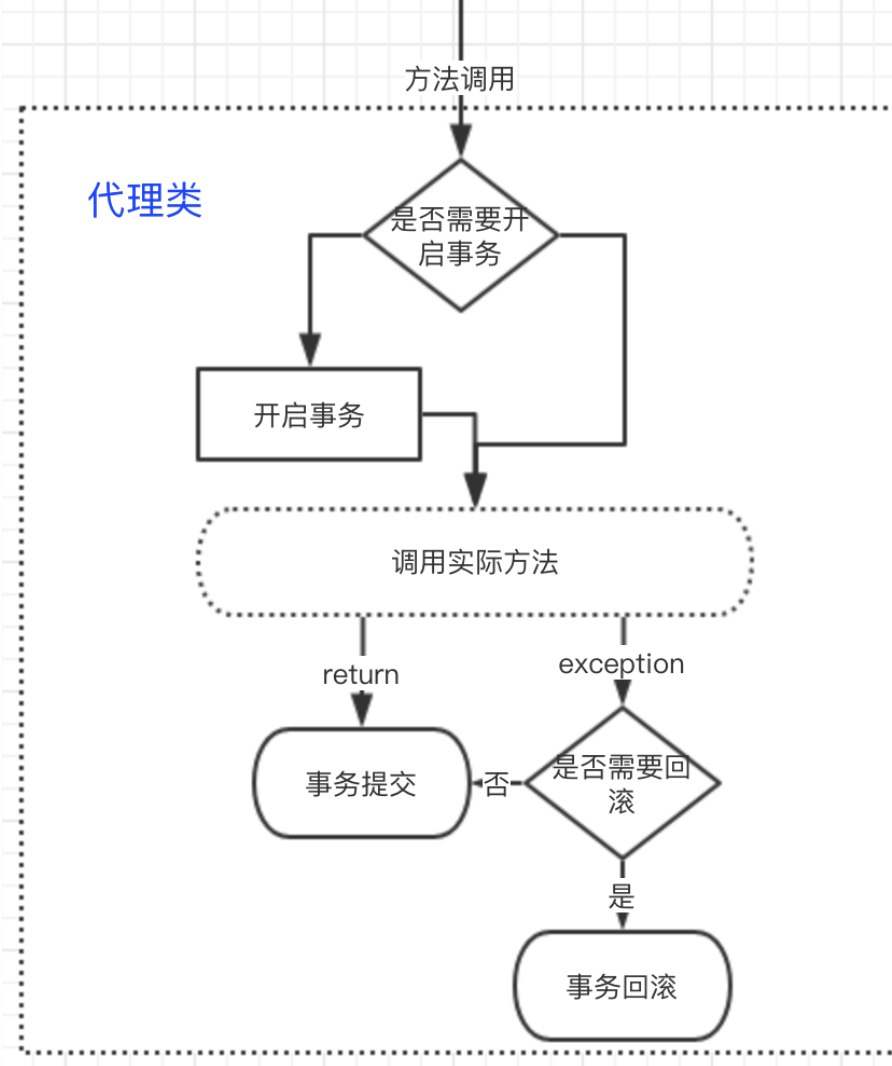 方法调用
代理类
是否需要开
启事务
开启事务
调用实际方法
return
exception
是否需要回
滚
事务提交
否
是
事务回滚